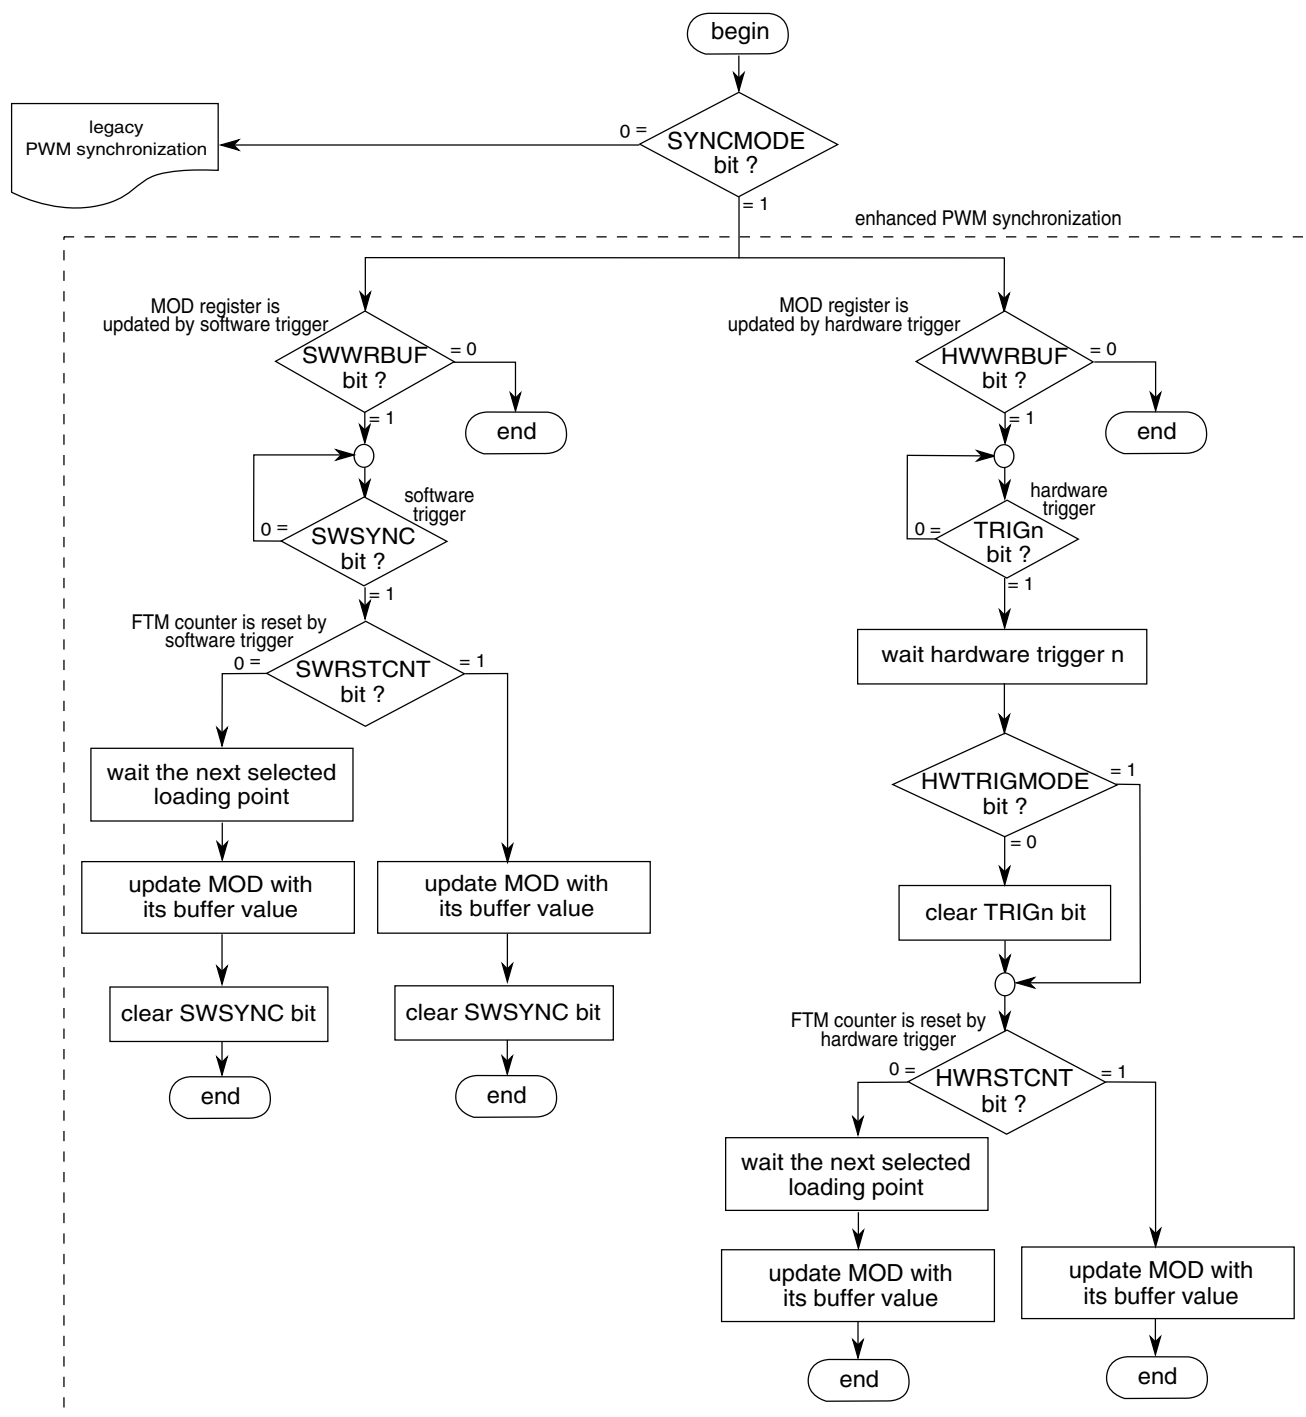 begin
legacy
PWM synchronization
0 =
SYNCMODE
bit ?
= 1
enhanced PWM synchronization
MOD register is
updated by software trigger
SWWRBUF
bit ?
= 0
end
= 1
software
trigger
0 =
SWSYNC
bit ?
= 1
FTM counter is reset by
software trigger
0 =
SWRSTCNT
bit ?
= 1
wait the next selected
loading point
update MOD with
its buffer value
clear SWSYNC bit
end
update MOD with
its buffer value
clear SWSYNC bit
end
MOD register is
updated by hardware trigger
HWWRBUF
bit ?
= 0
end
= 1
hardware
trigger
0 =
TRIGn
bit ?
= 1
wait hardware trigger n
HWTRIGMODE
bit ?
= 1
= 0
clear TRIGn bit
FTM counter is reset by
hardware trigger
0 =
HWRSTCNT
bit ?
= 1
wait the next selected
loading point
update MOD with
its buffer value
end
update MOD with
its buffer value
end